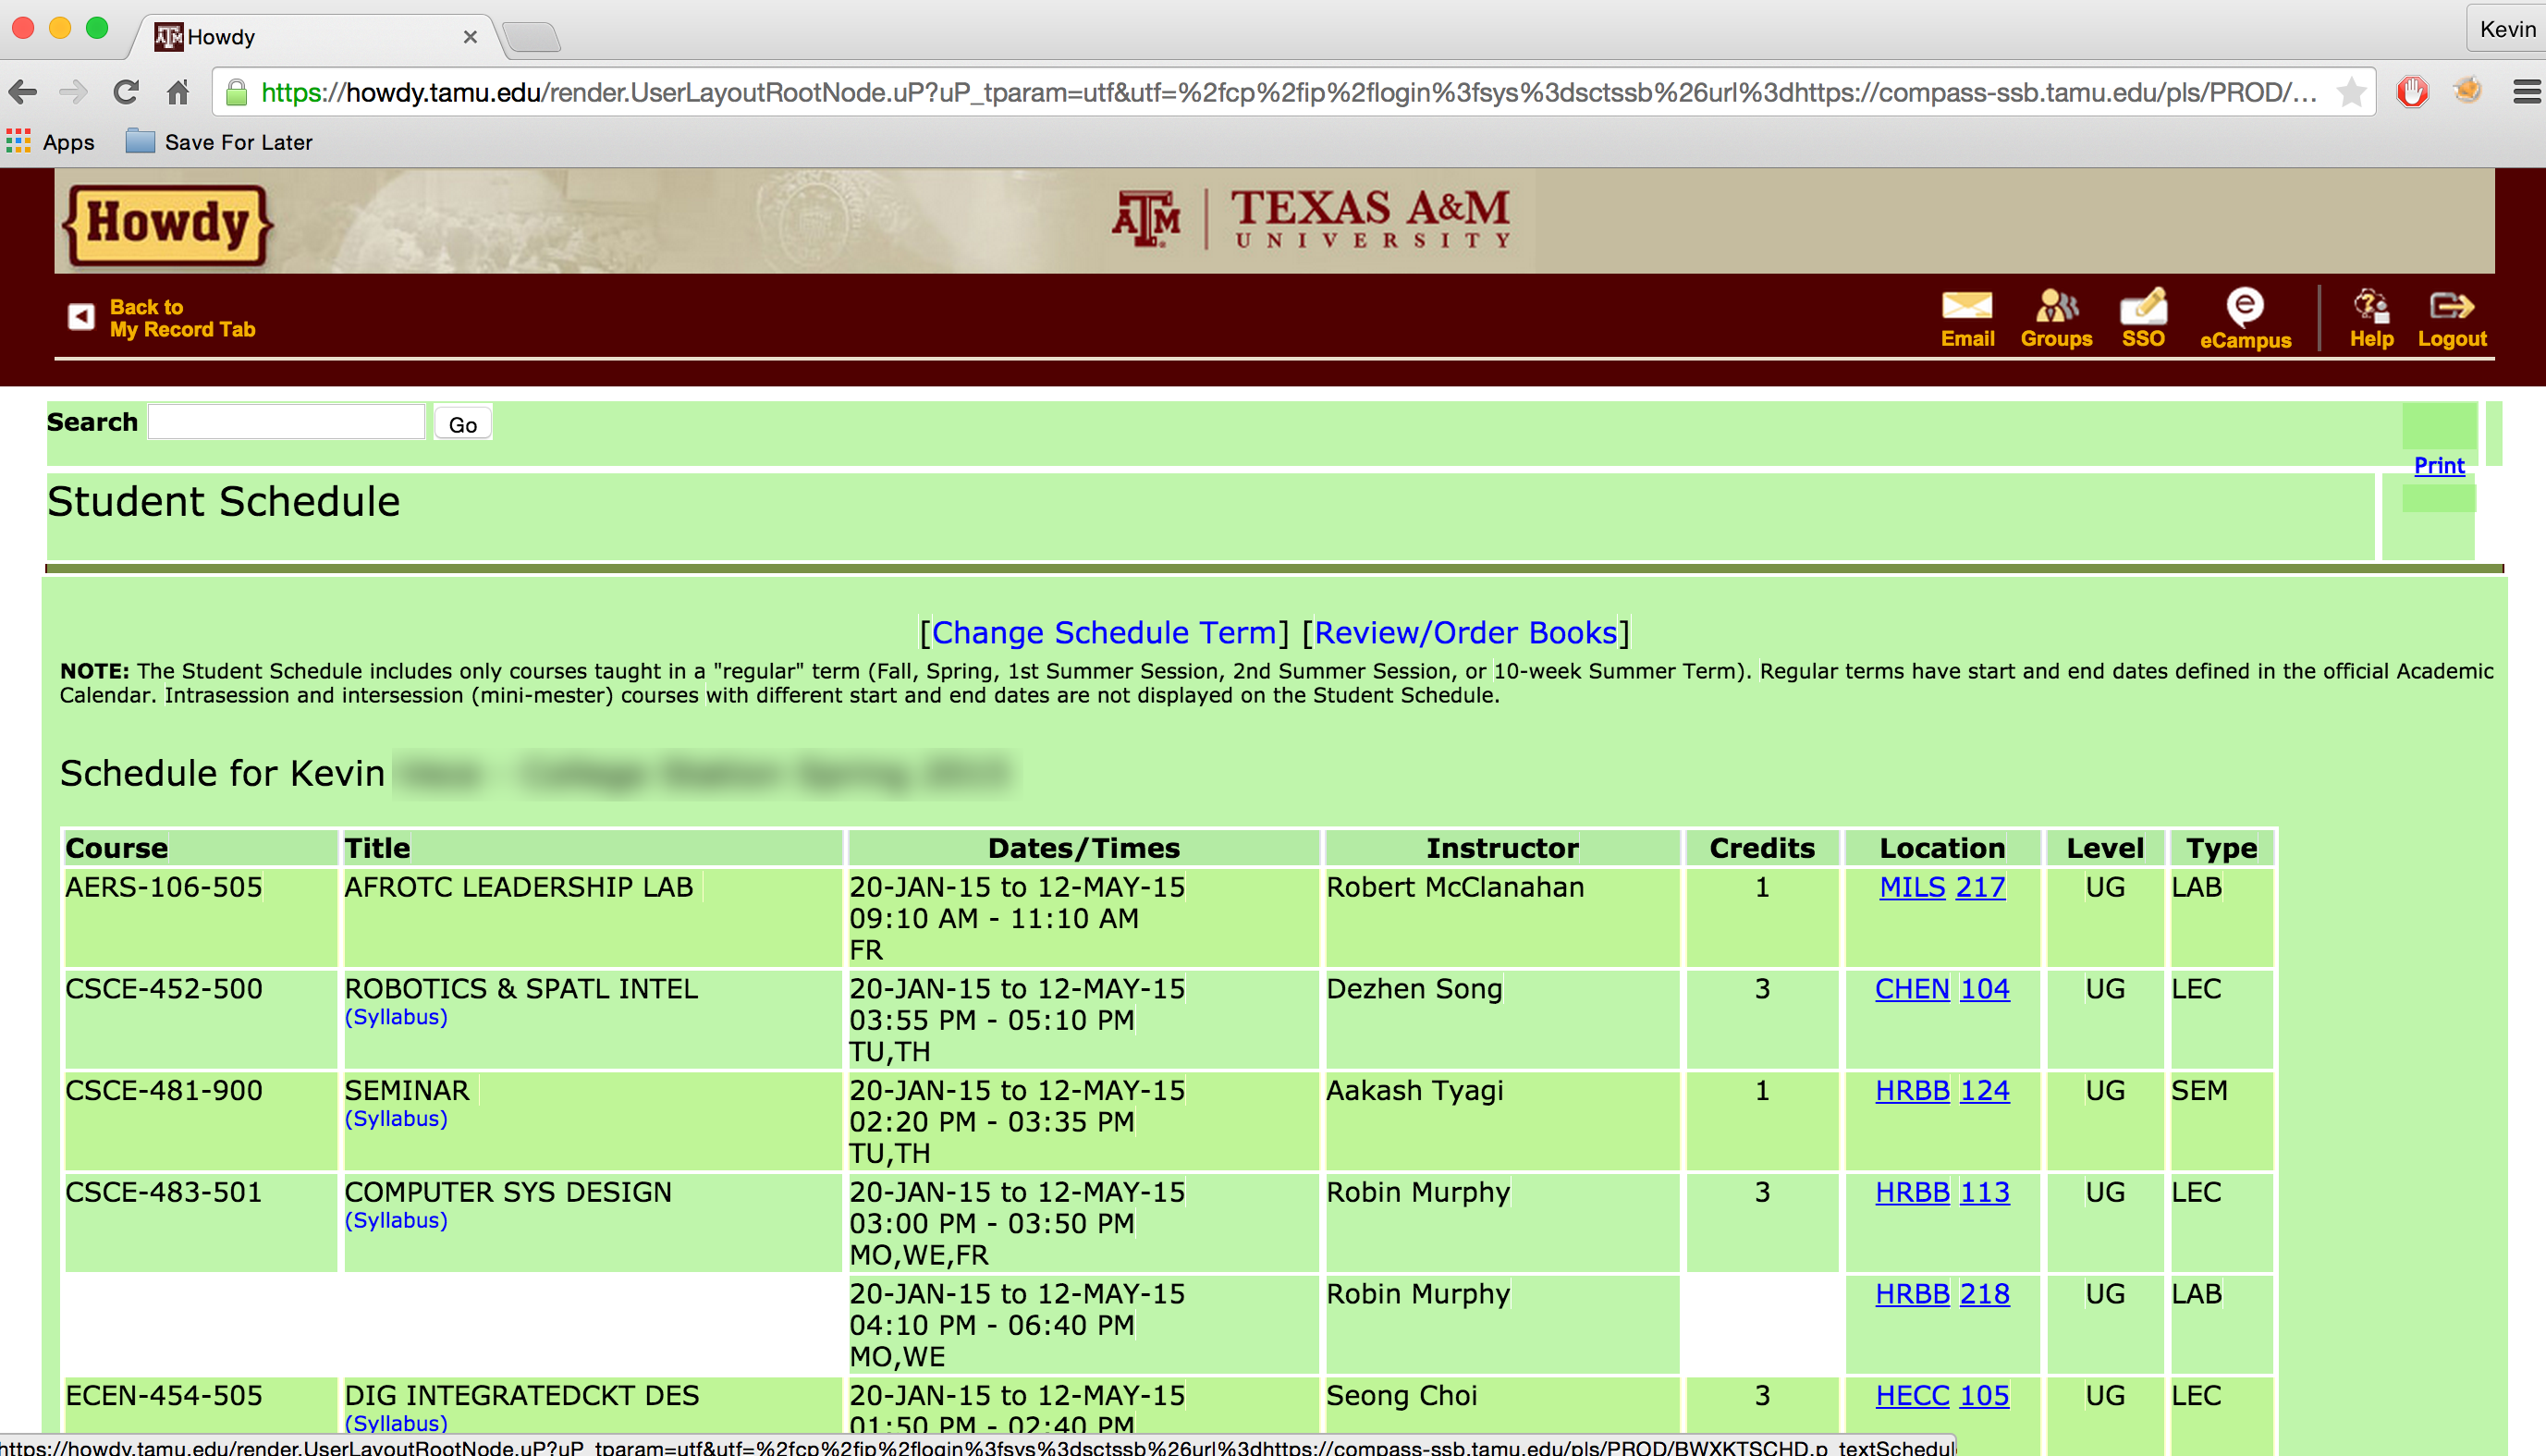 Howdy
Kevin
https://howdy.tamu.edu/render.UserLayoutRootNode.uP?uP_tparam=utf&utf=%2fcp%2fip%2flogin%3fsys%3dsctssb%26url%3dhttps://compass-ssb.tamu.edu/pls/PROD/...
Apps Save For Later
{Howdy} ATM TEXAS A&M
UNIVERSITY
Back to
My Record Tab
Email Groups SSO eCampus Help Logout
Search Go
Print
Student Schedule
[Change Schedule Term] [Review/Order Books]
NOTE: The Student Schedule includes only courses taught in a "regular" term (Fall, Spring, 1st Summer Session, 2nd Summer Session, or 10-week Summer Term). Regular terms have start and end dates defined in the official Academic
Calendar. Intrasession and intersession (mini-mester) courses with different start and end dates are not displayed on the Student Schedule.
Schedule for Kevin
Course Title Dates/Times Instructor Credits Location Level Type
AERS-106-505 AFROTC LEADERSHIP LAB 20-JAN-15 to 12-MAY-15 Robert McClanahan 1 MILS 217 UG LAB
09:10 AM - 11:10 AM
FR
CSCE-452-500 ROBOTICS & SPATL INTEL 20-JAN-15 to 12-MAY-15 Dezhen Song 3 CHEN 104 UG LEC
(Syllabus) 03:55 PM - 05:10 PM
TU,TH
CSCE-481-900 SEMINAR 20-JAN-15 to 12-MAY-15 Aakash Tyagi 1 HRBB 124 UG SEM
(Syllabus) 02:20 PM - 03:35 PM
TU,TH
CSCE-483-501 COMPUTER SYS DESIGN 20-JAN-15 to 12-MAY-15 Robin Murphy 3 HRBB 113 UG LEC
(Syllabus) 03:00 PM - 03:50 PM
MO,WE,FR
20-JAN-15 to 12-MAY-15 Robin Murphy HRBB 218 UG LAB
04:10 PM - 06:40 PM
MO,WE
ECEN-454-505 DIG INTEGRATEDCKT DES 20-JAN-15 to 12-MAY-15 Seong Choi 3 HECC 105 UG LEC
(Syllabus) 01:50 PM - 02:40 PM
https://howdy.tamu.edu/render.UserLayoutRootNode.uP?uP_tparam=utf&utf=%2fcp%2fip%2flogin%3fsys%3dsctssb%26url%3dhttps://compass-ssb.tamu.edu/pls/PROD/BWXKTSCHD.p_textSchedul